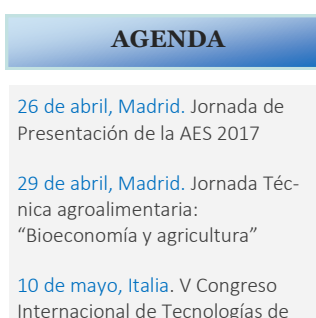 AGENDA
26 de abril, Madrid. Jornada de
Presentación de la AES 2017
29 de abril, Madrid. Jornada Téc-
nica agroalimentaria:
“Bioeconomía y agricultura”
10 de mayo, Italia. V Congreso
Internacional de Tecnologías de